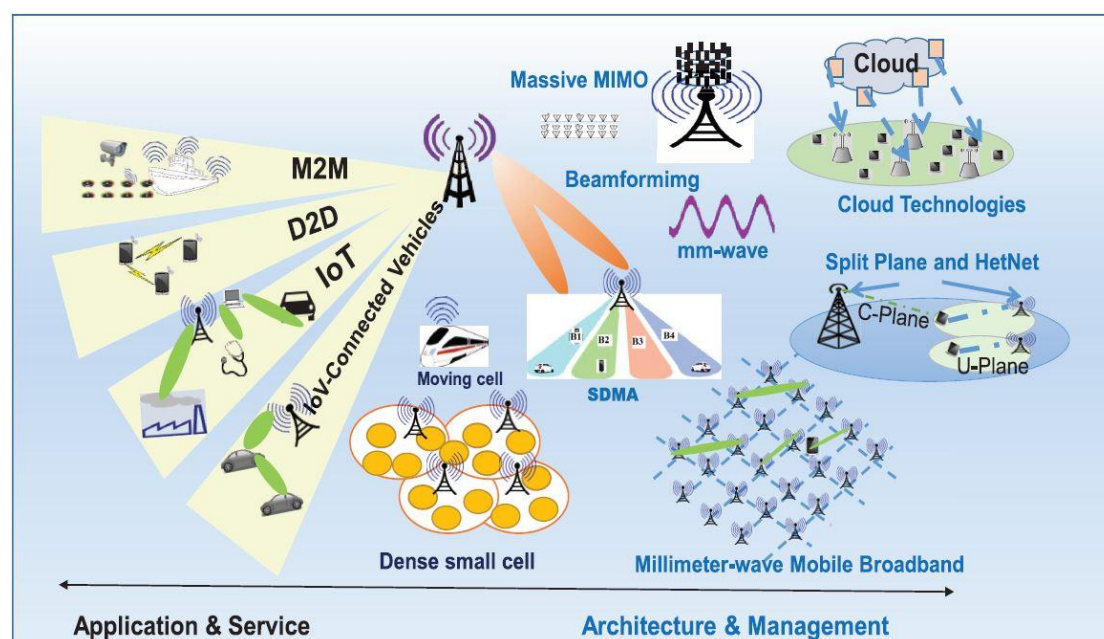 Massive MIMO
Cloud
M2M
D2D
IoT
IoV-Connected Vehicles
Beamformimg
mm-wave
Cloud Technologies
Split Plane and HetNet
C-Plane
U-Plane
B1
B2
B3
B4
SDMA
Moving cell
Dense small cell
Millimeter-wave Mobile Broadband
Application & Service
Architecture & Management